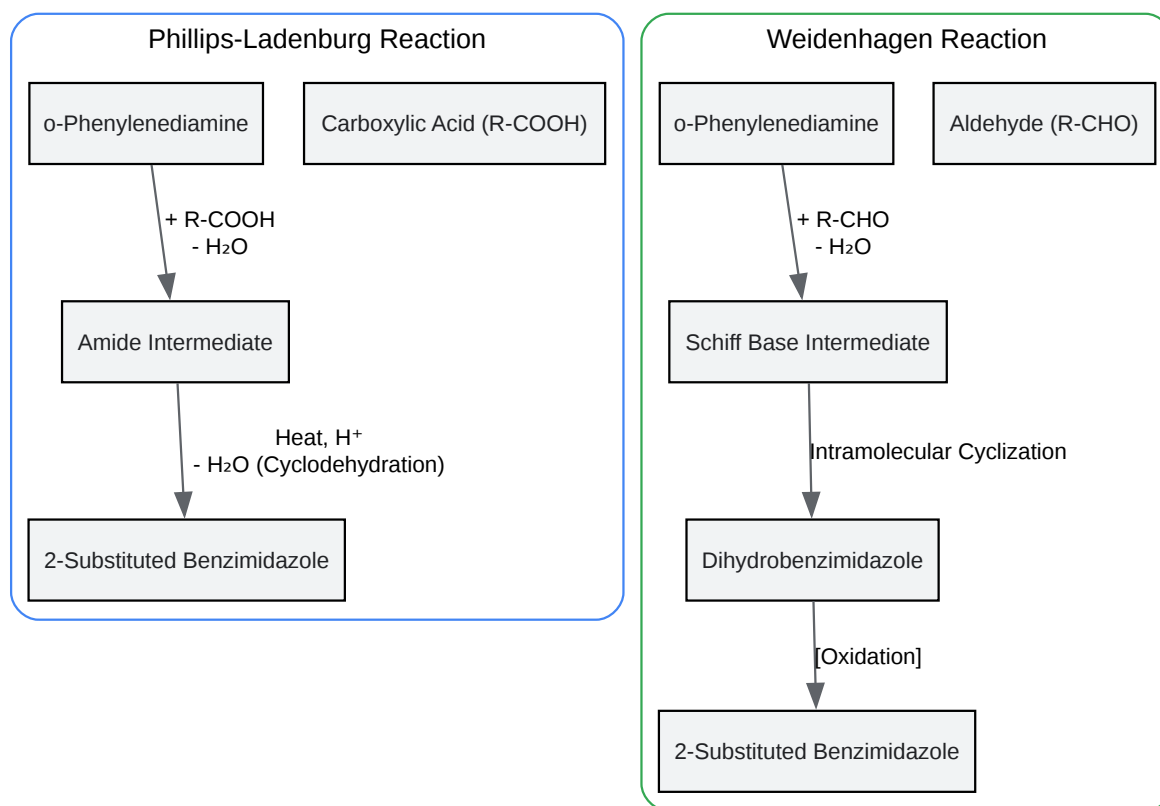 Phillips-Ladenburg Reaction
o-Phenylenediamine
Carboxylic Acid (R-COOH)
+ R-COOH
- H₂O
Amide Intermediate
Heat, H⁺
- H₂O (Cyclodehydration)
2-Substituted Benzimidazole
Weidenhagen Reaction
o-Phenylenediamine
Aldehyde (R-CHO)
+ R-CHO
- H₂O
Schiff Base Intermediate
Intramolecular Cyclization
Dihydrobenzimidazole
[Oxidation]
2-Substituted Benzimidazole